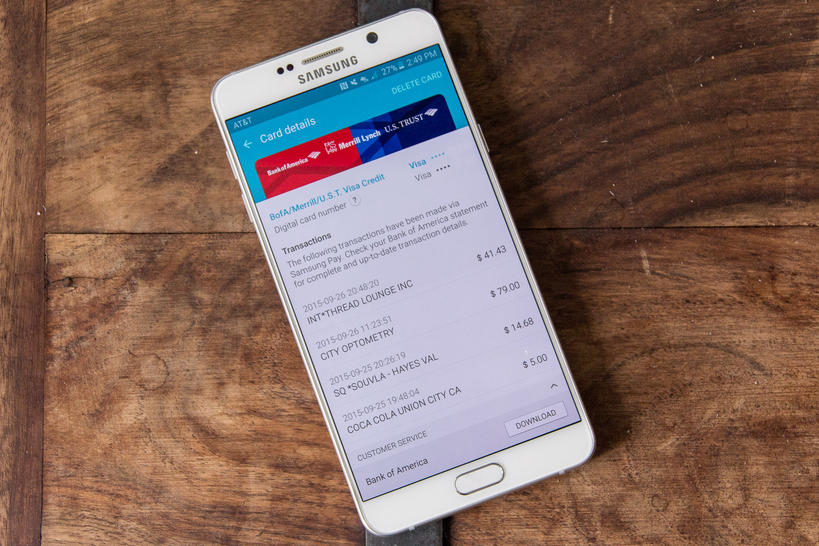 SAMSUNG
AT&T 27% 2:49 PM
Card details DELETE CARD
Bank of America Merrill Lynch U.S. TRUST
BofA/Merrill/U.S.T. Visa Credit Visa ••••
Digital card number ? Visa ••••
Transactions
The following transactions have been made via
Samsung Pay. Check your Bank of America statement
for complete and up-to-date transaction details.
2015-09-26 20:48:20
INT*THREAD LOUNGE INC $ 41.43
2015-09-26 11:23:51
CITY OPTOMETRY $ 79.00
2015-09-25 20:26:19
SQ *SOUVLA - HAYES VAL $ 14.68
2015-09-25 19:48:04
COCA COLA UNION CITY CA $ 5.00
CUSTOMER SERVICE
Bank of America DOWNLOAD